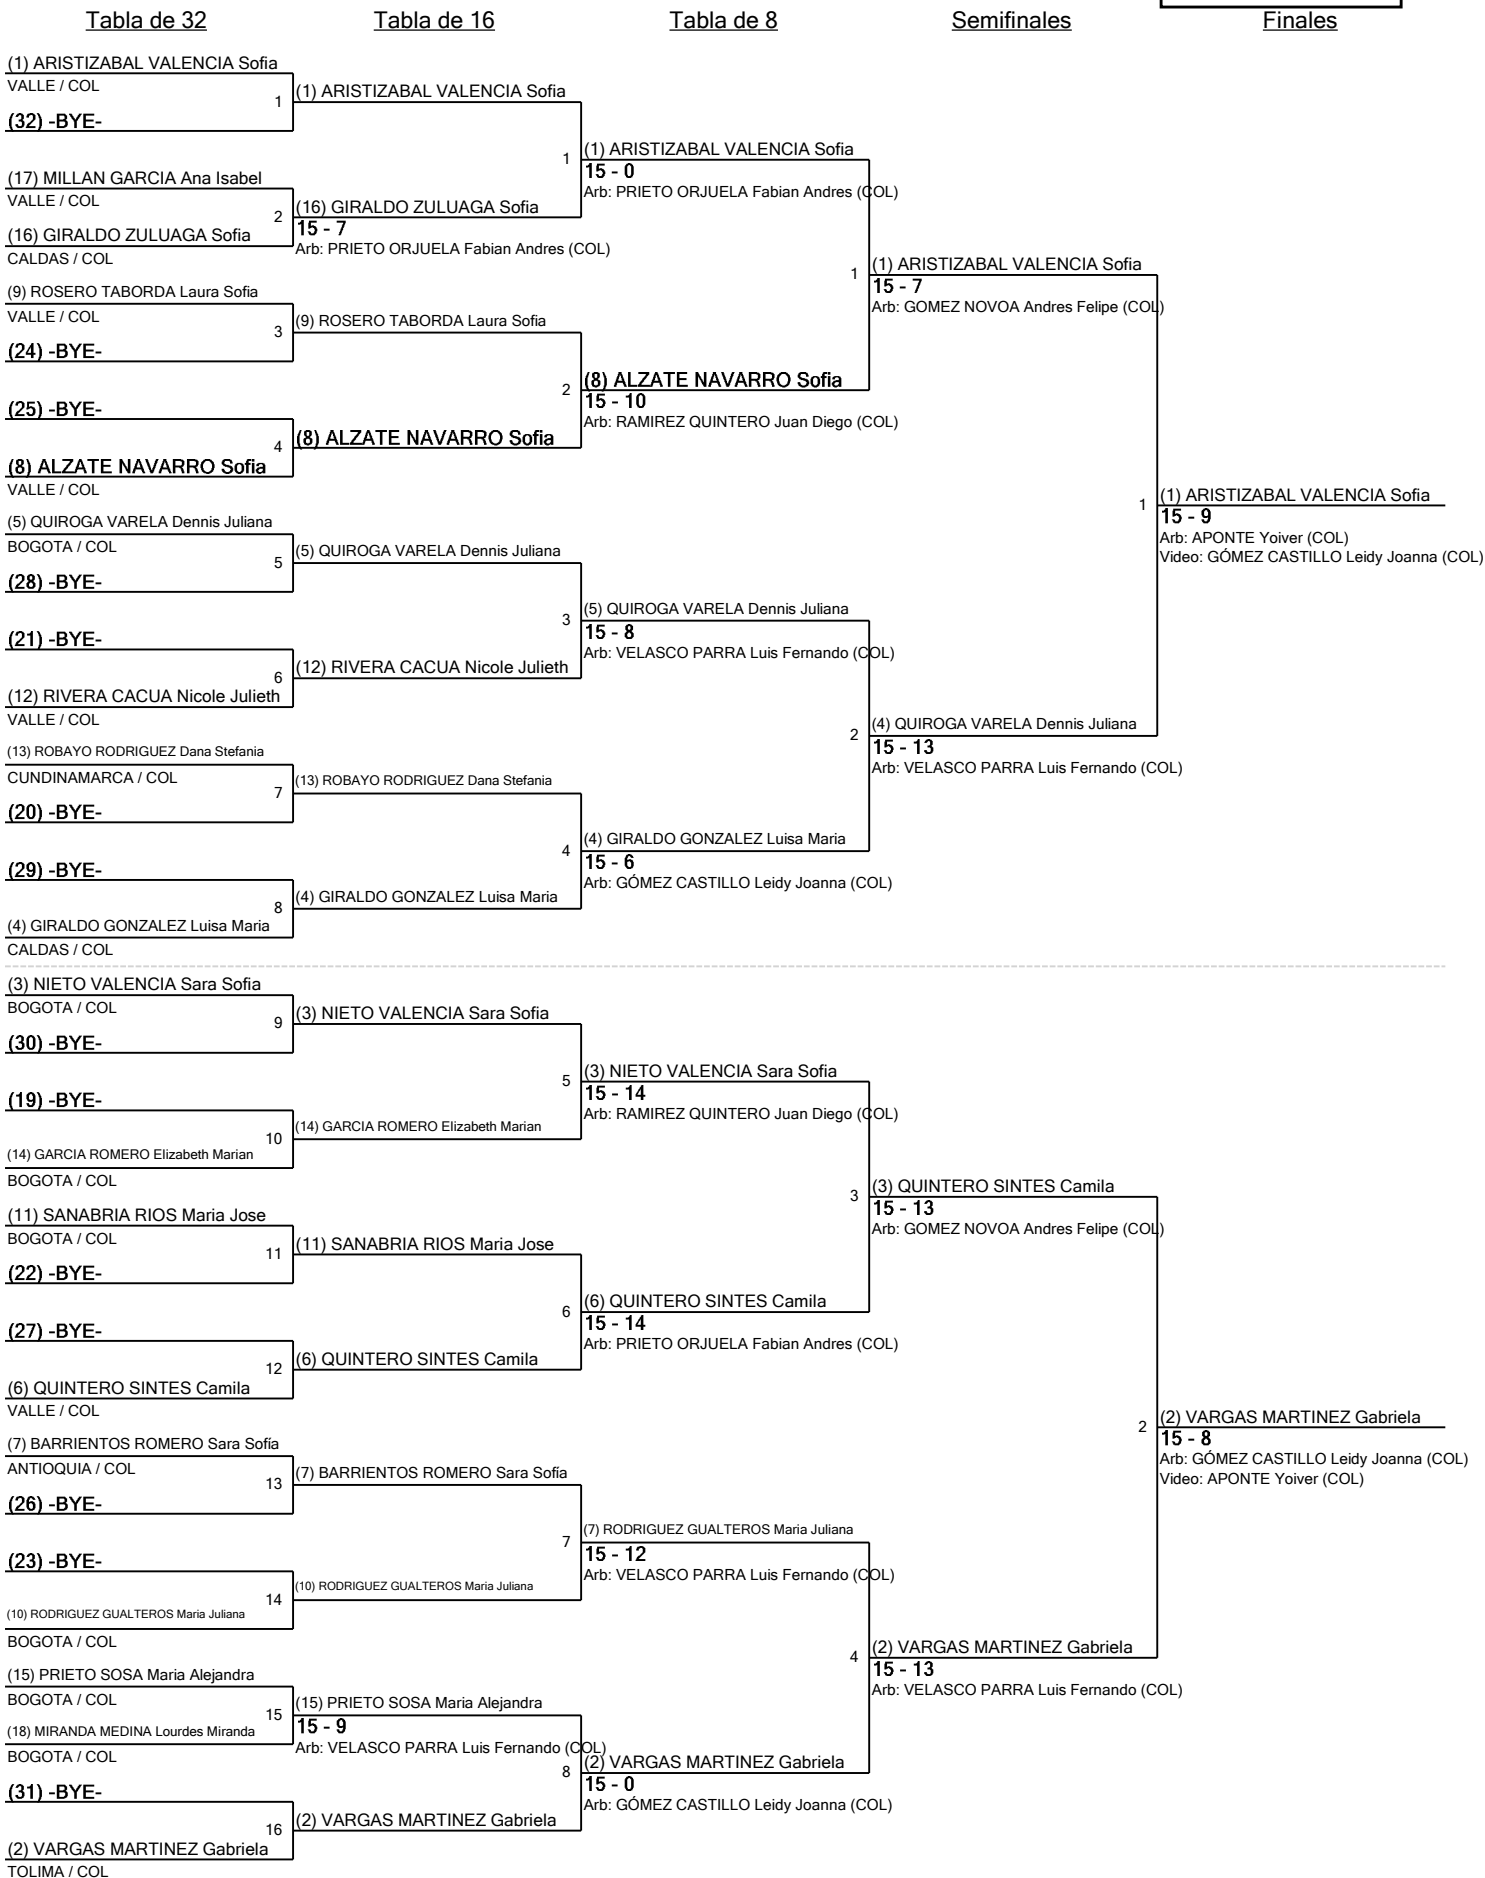 Tabla de 32
Tabla de 16
Tabla de 8
Semifinales
Finales
(1) ARISTIZABAL VALENCIA Sofia
VALLE / COL
1
(32) -BYE-
(17) MILLAN GARCIA Ana Isabel
VALLE / COL
2
(16) GIRALDO ZULUAGA Sofia
CALDAS / COL
(9) ROSERO TABORDA Laura Sofia
VALLE / COL
3
(24) -BYE-
(25) -BYE-
4
(8) ALZATE NAVARRO Sofia
VALLE / COL
(5) QUIROGA VARELA Dennis Juliana
BOGOTA / COL
5
(28) -BYE-
(21) -BYE-
6
(12) RIVERA CACUA Nicole Julieth
VALLE / COL
(13) ROBAYO RODRIGUEZ Dana Stefania
CUNDINAMARCA / COL
7
(20) -BYE-
(29) -BYE-
8
(4) GIRALDO GONZALEZ Luisa Maria
CALDAS / COL
(3) NIETO VALENCIA Sara Sofia
BOGOTA / COL
9
(30) -BYE-
(19) -BYE-
10
(14) GARCIA ROMERO Elizabeth Marian
BOGOTA / COL
(11) SANABRIA RIOS Maria Jose
BOGOTA / COL
11
(22) -BYE-
(27) -BYE-
12
(6) QUINTERO SINTES Camila
VALLE / COL
(7) BARRIENTOS ROMERO Sara Sofía
ANTIOQUIA / COL
13
(26) -BYE-
(23) -BYE-
14
(10) RODRIGUEZ GUALTEROS Maria Juliana
BOGOTA / COL
(15) PRIETO SOSA Maria Alejandra
BOGOTA / COL
15
(18) MIRANDA MEDINA Lourdes Miranda
BOGOTA / COL
(31) -BYE-
16
(2) VARGAS MARTINEZ Gabriela
TOLIMA / COL
(1) ARISTIZABAL VALENCIA Sofia
1
(16) GIRALDO ZULUAGA Sofia
15 - 7
Arb: PRIETO ORJUELA Fabian Andres (COL)
(9) ROSERO TABORDA Laura Sofia
2
(8) ALZATE NAVARRO Sofia
(5) QUIROGA VARELA Dennis Juliana
3
(12) RIVERA CACUA Nicole Julieth
(13) ROBAYO RODRIGUEZ Dana Stefania
4
(4) GIRALDO GONZALEZ Luisa Maria
(3) NIETO VALENCIA Sara Sofia
5
(14) GARCIA ROMERO Elizabeth Marian
(11) SANABRIA RIOS Maria Jose
6
(6) QUINTERO SINTES Camila
(7) BARRIENTOS ROMERO Sara Sofía
7
(10) RODRIGUEZ GUALTEROS Maria Juliana
(15) PRIETO SOSA Maria Alejandra
15 - 9
Arb: VELASCO PARRA Luis Fernando (COL)
8
(2) VARGAS MARTINEZ Gabriela
(1) ARISTIZABAL VALENCIA Sofia
15 - 0
Arb: PRIETO ORJUELA Fabian Andres (COL)
1
(8) ALZATE NAVARRO Sofia
15 - 10
Arb: RAMIREZ QUINTERO Juan Diego (COL)
(5) QUIROGA VARELA Dennis Juliana
15 - 8
Arb: VELASCO PARRA Luis Fernando (COL)
2
(4) GIRALDO GONZALEZ Luisa Maria
15 - 6
Arb: GÓMEZ CASTILLO Leidy Joanna (COL)
(3) NIETO VALENCIA Sara Sofia
15 - 14
Arb: RAMIREZ QUINTERO Juan Diego (COL)
3
(6) QUINTERO SINTES Camila
15 - 14
Arb: PRIETO ORJUELA Fabian Andres (COL)
(7) RODRIGUEZ GUALTEROS Maria Juliana
15 - 12
Arb: VELASCO PARRA Luis Fernando (COL)
4
(2) VARGAS MARTINEZ Gabriela
15 - 0
Arb: GÓMEZ CASTILLO Leidy Joanna (COL)
(1) ARISTIZABAL VALENCIA Sofia
15 - 7
Arb: GOMEZ NOVOA Andres Felipe (COL)
1
(4) QUIROGA VARELA Dennis Juliana
15 - 13
Arb: VELASCO PARRA Luis Fernando (COL)
(3) QUINTERO SINTES Camila
15 - 13
Arb: GOMEZ NOVOA Andres Felipe (COL)
2
(2) VARGAS MARTINEZ Gabriela
15 - 13
Arb: VELASCO PARRA Luis Fernando (COL)
(1) ARISTIZABAL VALENCIA Sofia
15 - 9
Arb: APONTE Yoiver (COL)
Video: GÓMEZ CASTILLO Leidy Joanna (COL)
(2) VARGAS MARTINEZ Gabriela
15 - 8
Arb: GÓMEZ CASTILLO Leidy Joanna (COL)
Video: APONTE Yoiver (COL)